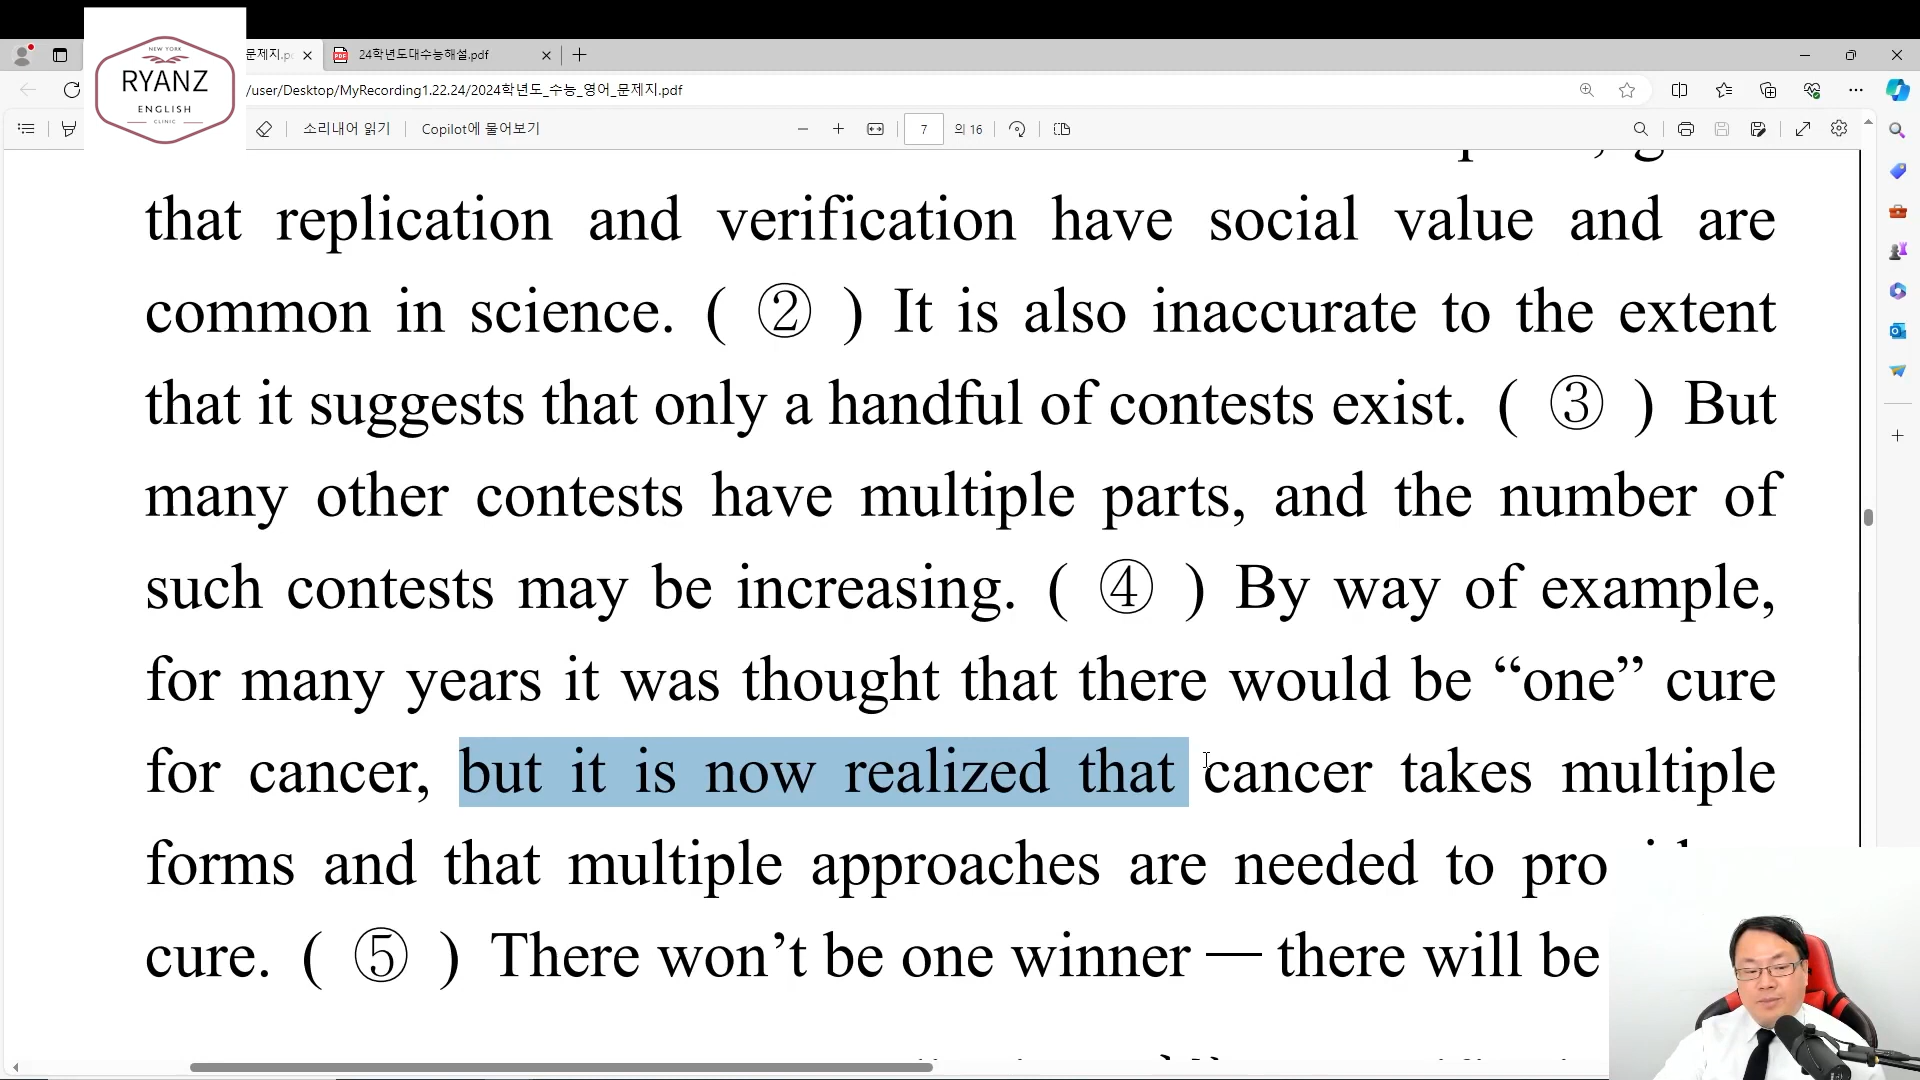 NEW YORK
RYANZ
ENGLISH
CLINIC
문제지.p
24학년도대수능해설.pdf
/user/Desktop/MyRecording1.22.24/2024학년도_수능_영어_문제지.pdf
소리내어 읽기
Copilot에 물어보기
7 의 16
that replication and verification have social value and are
common in science. ( ② ) It is also inaccurate to the extent
that it suggests that only a handful of contests exist. ( ③ ) But
many other contests have multiple parts, and the number of
such contests may be increasing. ( ④ ) By way of example,
for many years it was thought that there would be “one” cure
for cancer, but it is now realized that cancer takes multiple
forms and that multiple approaches are needed to pro
cure. ( ⑤ ) There won’t be one winner — there will be